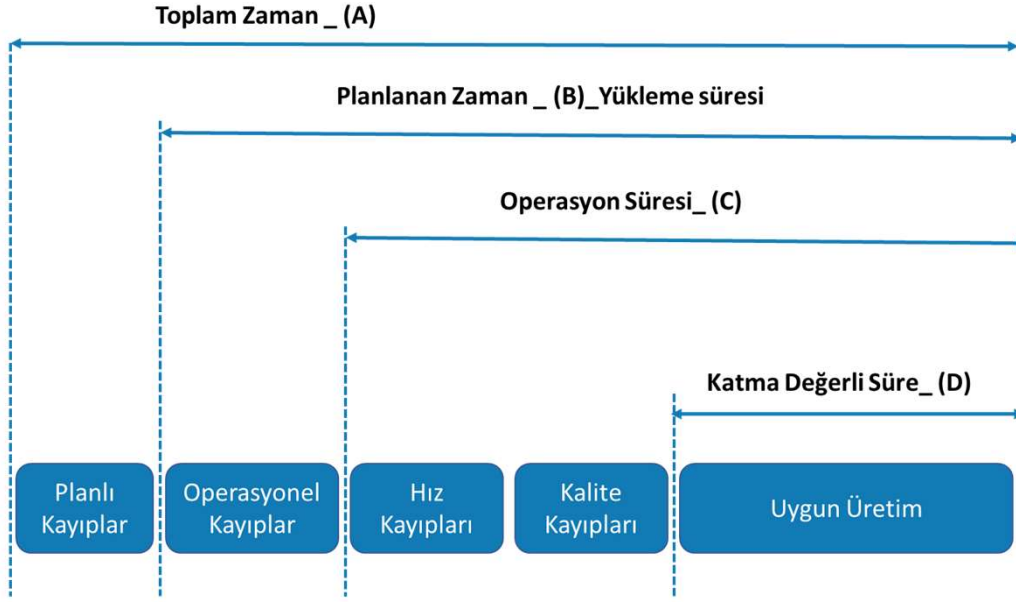 Toplam Zaman _ (A)
Planlanan Zaman _ (B)_Yükleme süresi
Operasyon Süresi_ (C)
Katma Değerli Süre_ (D)
Planlı
Kayıplar
Operasyonel
Kayıplar
Hız
Kayıpları
Kalite
Kayıpları
Uygun Üretim